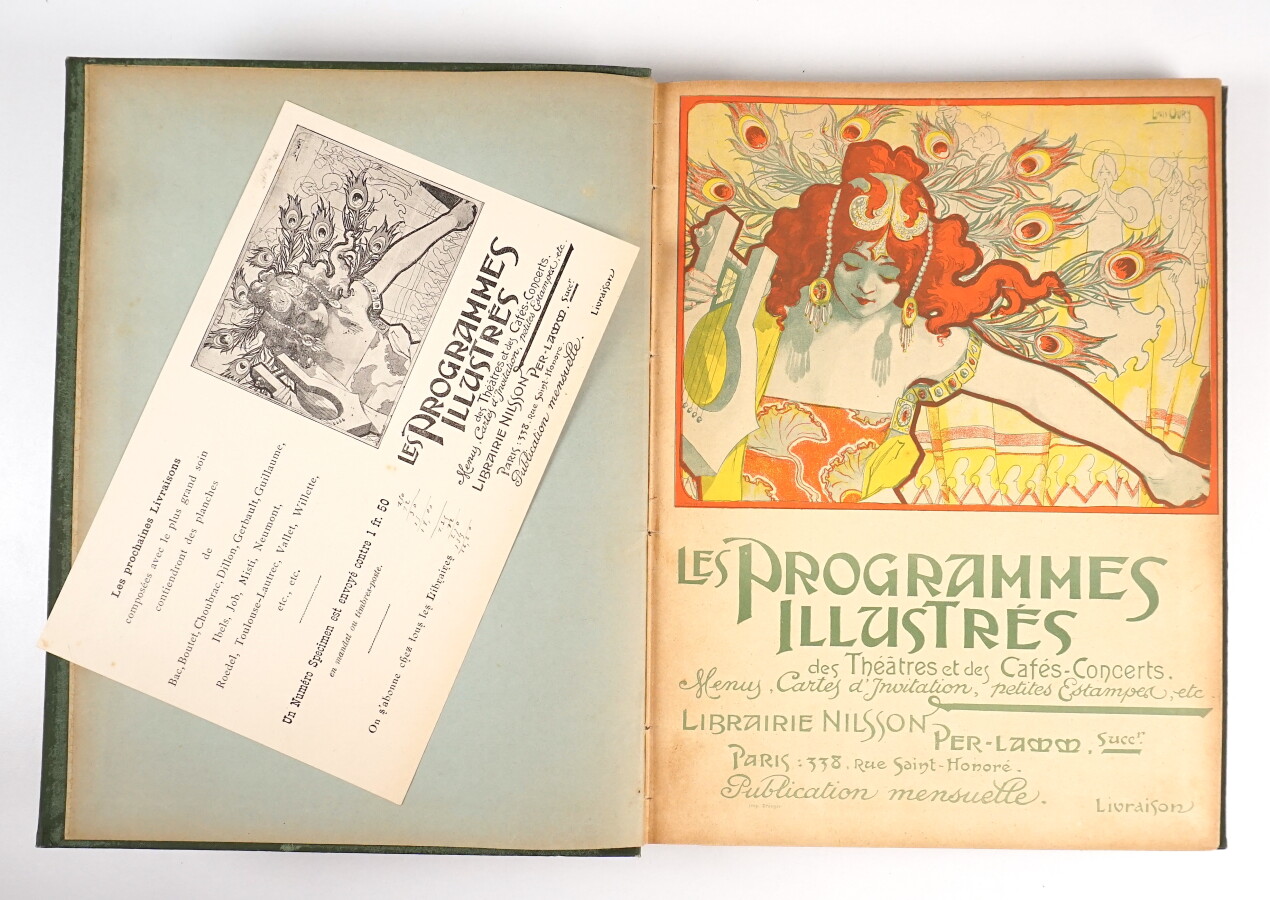 LES PROGRAMMES
ILLUSTRÉS
des Théâtres et des Cafés-Concerts.
Menus, Cartes d'Invitation, petites Estampes, etc.
LIBRAIRIE NILSSON PER-LAMM, Succr
Paris : 338, Rue Saint-Honoré.
Publication mensuelle.
Livraison
Les prochaines Livraisons
composées avec le plus grand soin
contiendront des planches
de
Bac, Boutet, Choubrac, Dillon, Gerbault, Guillaume,
Ibels, Job, Misti, Neumont,
Roedel, Toulouse-Lautrec, Vallet, Willette,
etc., etc.
Un Numéro Spécimen est envoyé contre 1 fr. 50
en mandat ou timbres-poste.
On s'abonne chez tous les Libraires
LES PROGRAMMES
ILLUSTRÉS
des Théâtres et des Cafés-Concerts.
Menus, Cartes d'Invitation, petites Estampes, etc.
LIBRAIRIE NILSSON
PER-LAMM, Succr
Paris : 338, Rue Saint-Honoré.
Publication mensuelle.
Livraison